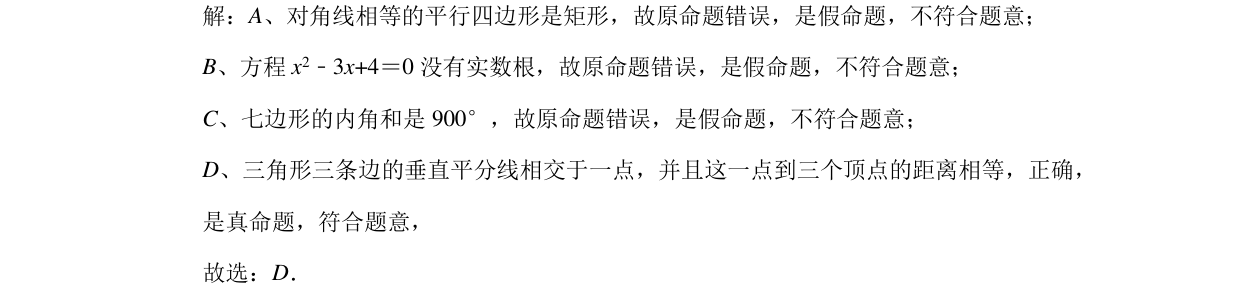 解：A、对角线相等的平行四边形是矩形，故原命题错误，是假命题，不符合题意；
B、方程 x²﹣3x+4＝0 没有实数根，故原命题错误，是假命题，不符合题意；
C、七边形的内角和是 900°，故原命题错误，是假命题，不符合题意；
D、三角形三条边的垂直平分线相交于一点，并且这一点到三个顶点的距离相等，正确，
是真命题，符合题意，
故选：D．